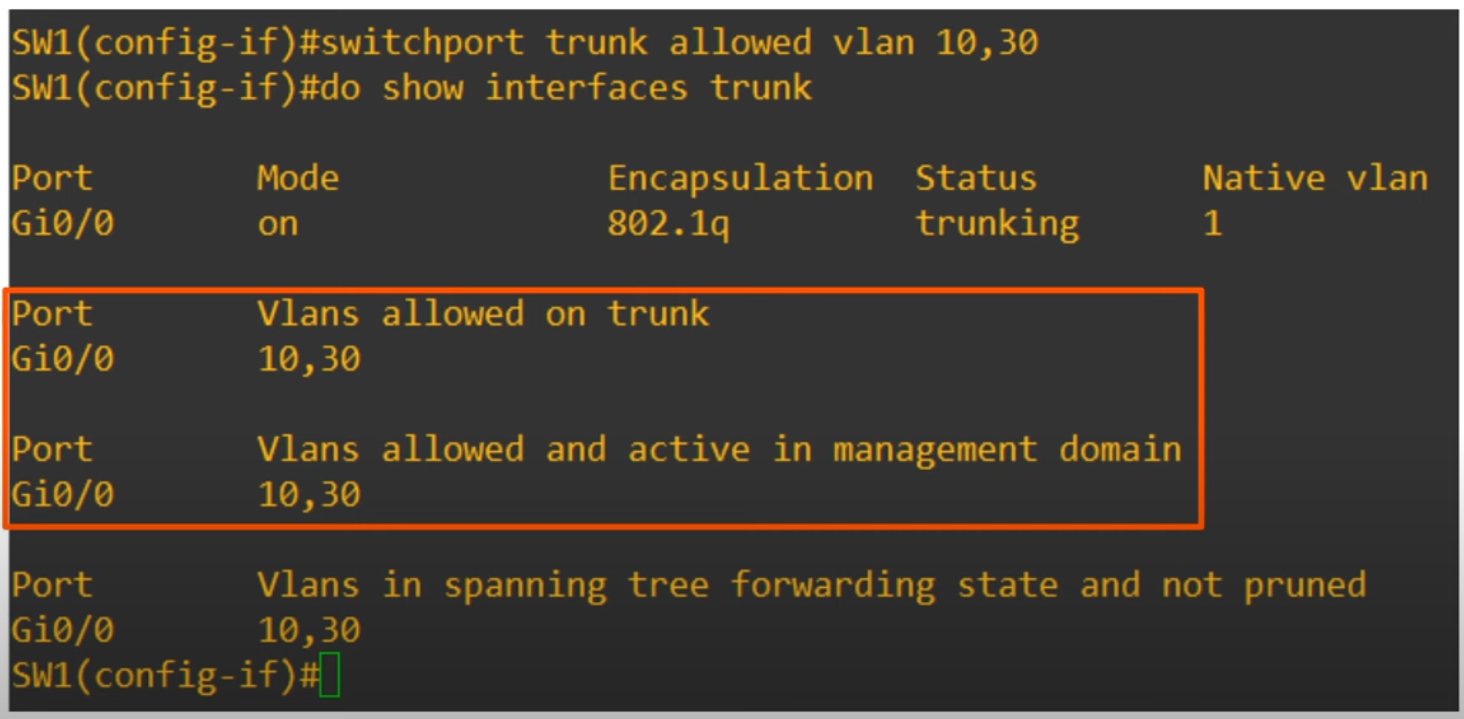 SW1(config-if)#switchport trunk allowed vlan 10,30
SW1(config-if)#do show interfaces trunk
Port Mode Encapsulation Status Native vlan
Gi0/0 on 802.1q trunking 1
Port Vlans allowed on trunk
Gi0/0 10,30
Port Vlans allowed and active in management domain
Gi0/0 10,30
Port Vlans in spanning tree forwarding state and not pruned
Gi0/0 10,30
SW1(config-if)#